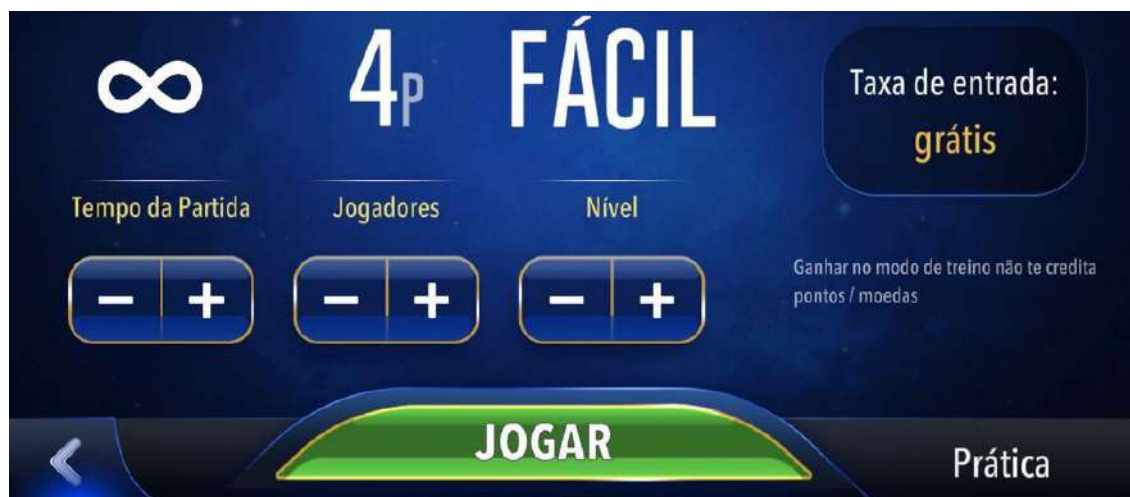 ∞ 4P FÁCIL
Taxa de entrada:
grátis
Tempo da Partida Jogadores Nível
− + − + − +
Ganhar no modo de treino não te credita
pontos / moedas
JOGAR
Prática